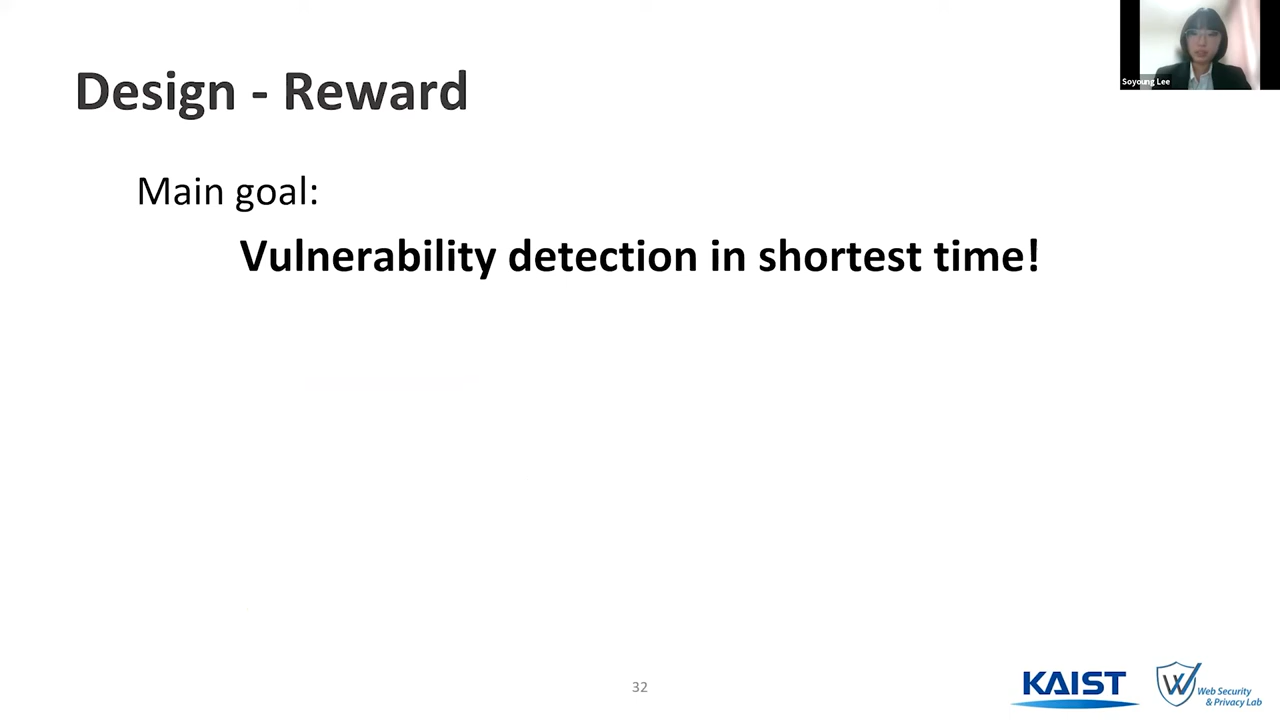 Soyoung Lee
Design - Reward
Main goal:
Vulnerability detection in shortest time!
32
KAIST
W
Web Security
& Privacy Lab